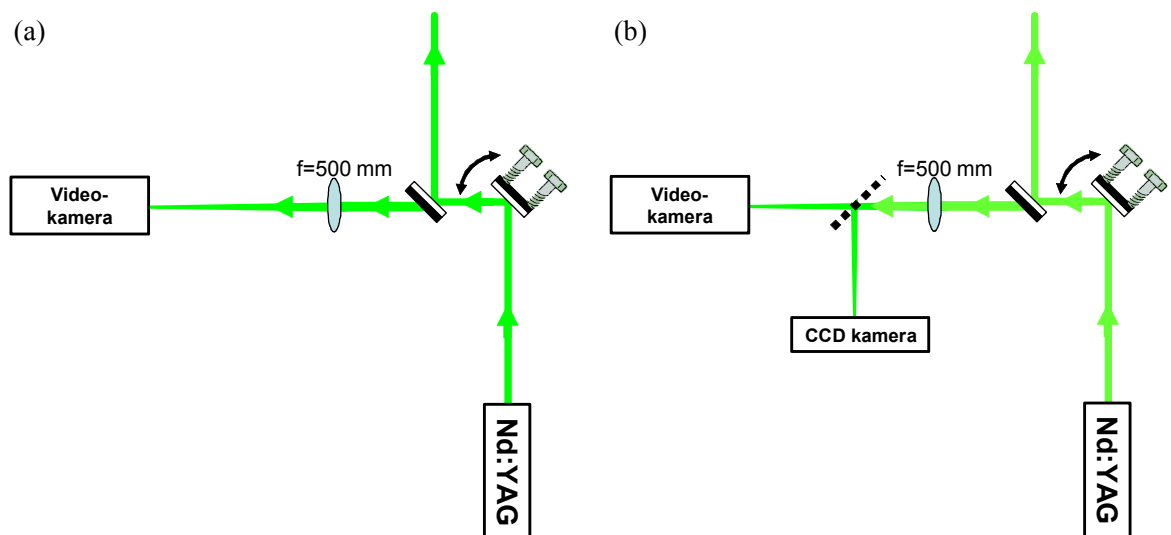 (a)
f=500 mm
Video-
kamera
Nd:YAG
(b)
f=500 mm
Video-
kamera
CCD kamera
Nd:YAG